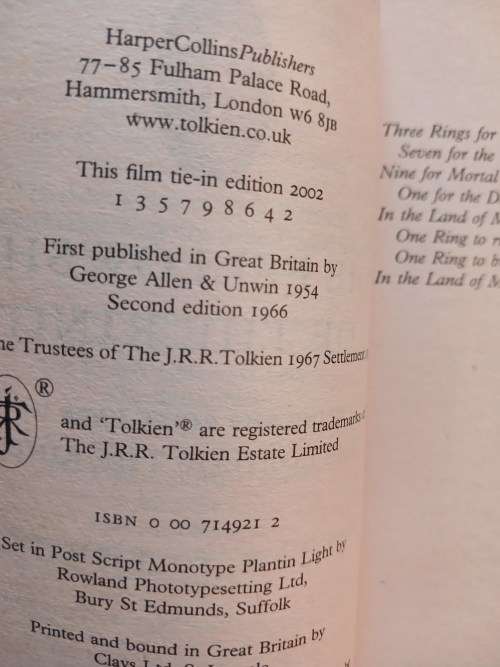 HarperCollinsPublishers
77–85 Fulham Palace Road,
Hammersmith, London W6 8JB
www.tolkien.co.uk
This film tie-in edition 2002
1 3 5 7 9 8 6 4 2
First published in Great Britain by
George Allen & Unwin 1954
Second edition 1966
Trustees of The J.R.R.Tolkien 1967 Settlement
®
and ‘Tolkien’® are registered trademarks
The J.R.R. Tolkien Estate Limited
ISBN 0 00 714921 2
Set in Post Script Monotype Plantin Light by
Rowland Phototypesetting Ltd,
Bury St Edmunds, Suffolk
Printed and bound in Great Britain by
Clays Ltd,
Three Rings for
Seven for the
Nine for Mortal
One for the D
In the Land of M
One Ring to r
One Ring to b
In the Land of M